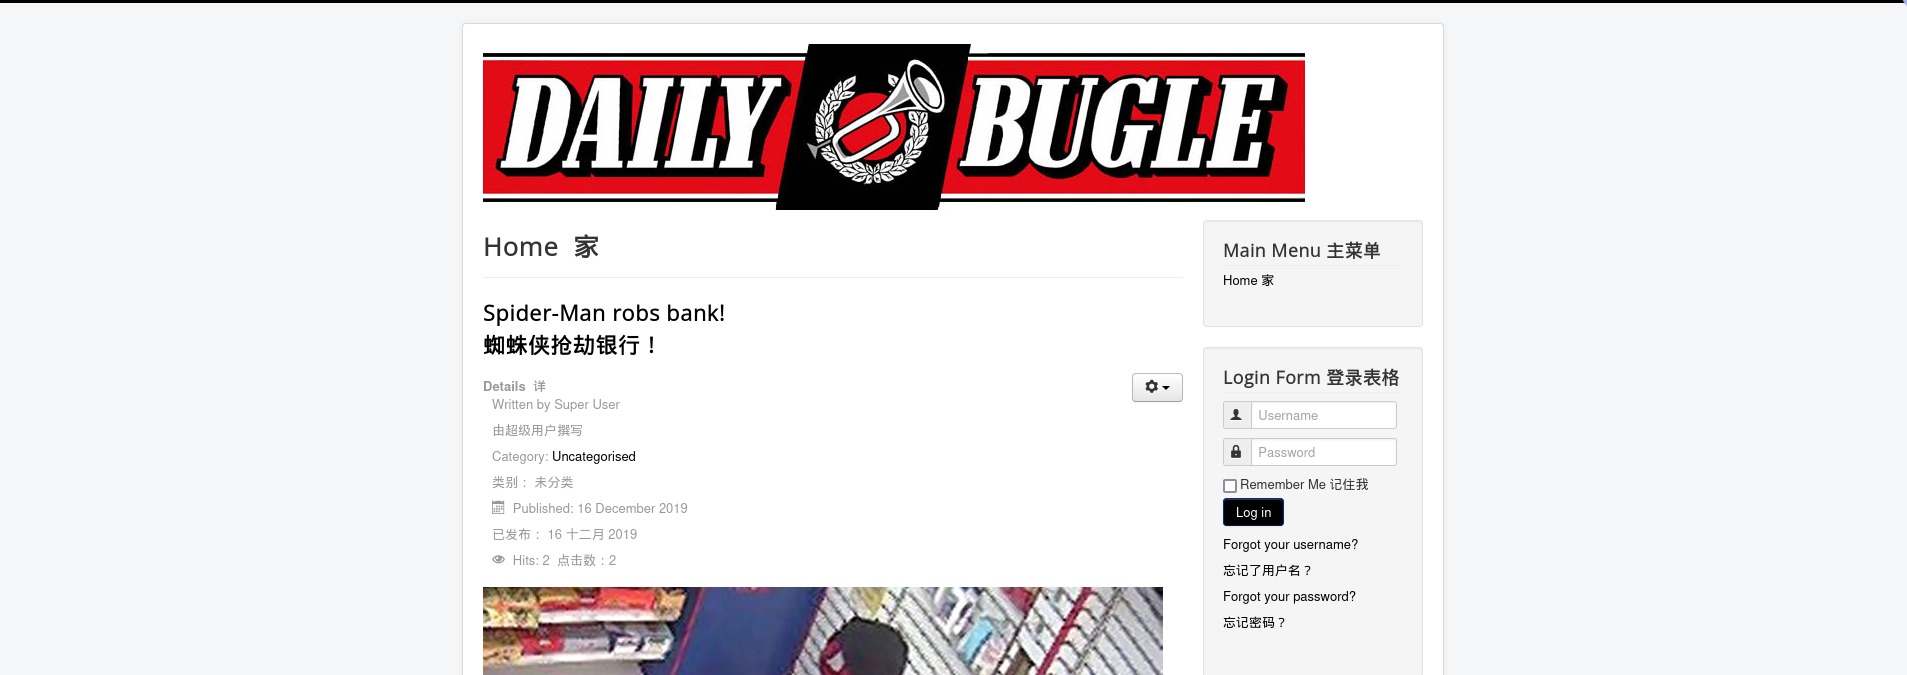 DAILY BUGLE
Home 家
Spider-Man robs bank!
蜘蛛侠抢劫银行！
Details 详
Written by Super User
由超级用户撰写
Category: Uncategorised
类别： 未分类
Published: 16 December 2019
已发布： 16 十二月 2019
Hits: 2 点击数：2
Main Menu 主菜单
Home 家
Login Form 登录表格
Username
Password
Remember Me 记住我
Log in
Forgot your username?
忘记了用户名？
Forgot your password?
忘记密码？